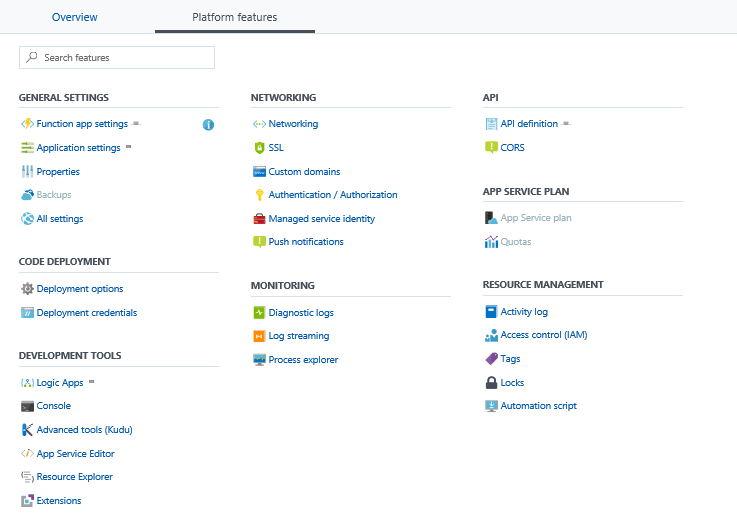 Overview
Platform features
Search features
GENERAL SETTINGS
Function app settings
Application settings
Properties
Backups
All settings
CODE DEPLOYMENT
Deployment options
Deployment credentials
DEVELOPMENT TOOLS
Logic Apps
Console
Advanced tools (Kudu)
App Service Editor
Resource Explorer
Extensions
NETWORKING
Networking
SSL
Custom domains
Authentication / Authorization
Managed service identity
Push notifications
MONITORING
Diagnostic logs
Log streaming
Process explorer
API
API definition
CORS
APP SERVICE PLAN
App Service plan
Quotas
RESOURCE MANAGEMENT
Activity log
Access control (IAM)
Tags
Locks
Automation script